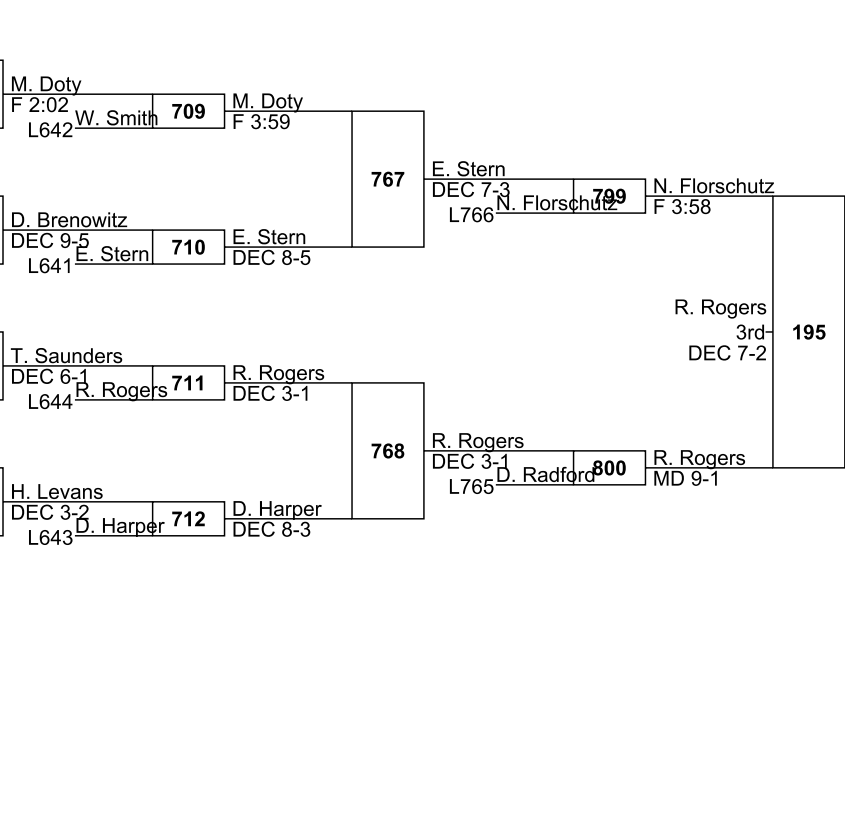 M. Doty
F 2:02
L642 W. Smith
709
M. Doty
F 3:59
767
D. Brenowitz
DEC 9-5
L641 E. Stern
710
E. Stern
DEC 8-5
E. Stern
DEC 7-3
L766 N. Florschutz
799
N. Florschutz
F 3:58
T. Saunders
DEC 6-1
L644 R. Rogers
711
R. Rogers
DEC 3-1
768
H. Levans
DEC 3-2
L643 D. Harper
712
D. Harper
DEC 8-3
R. Rogers
DEC 3-1
L765 D. Radford
800
R. Rogers
MD 9-1
R. Rogers
3rd
DEC 7-2
195